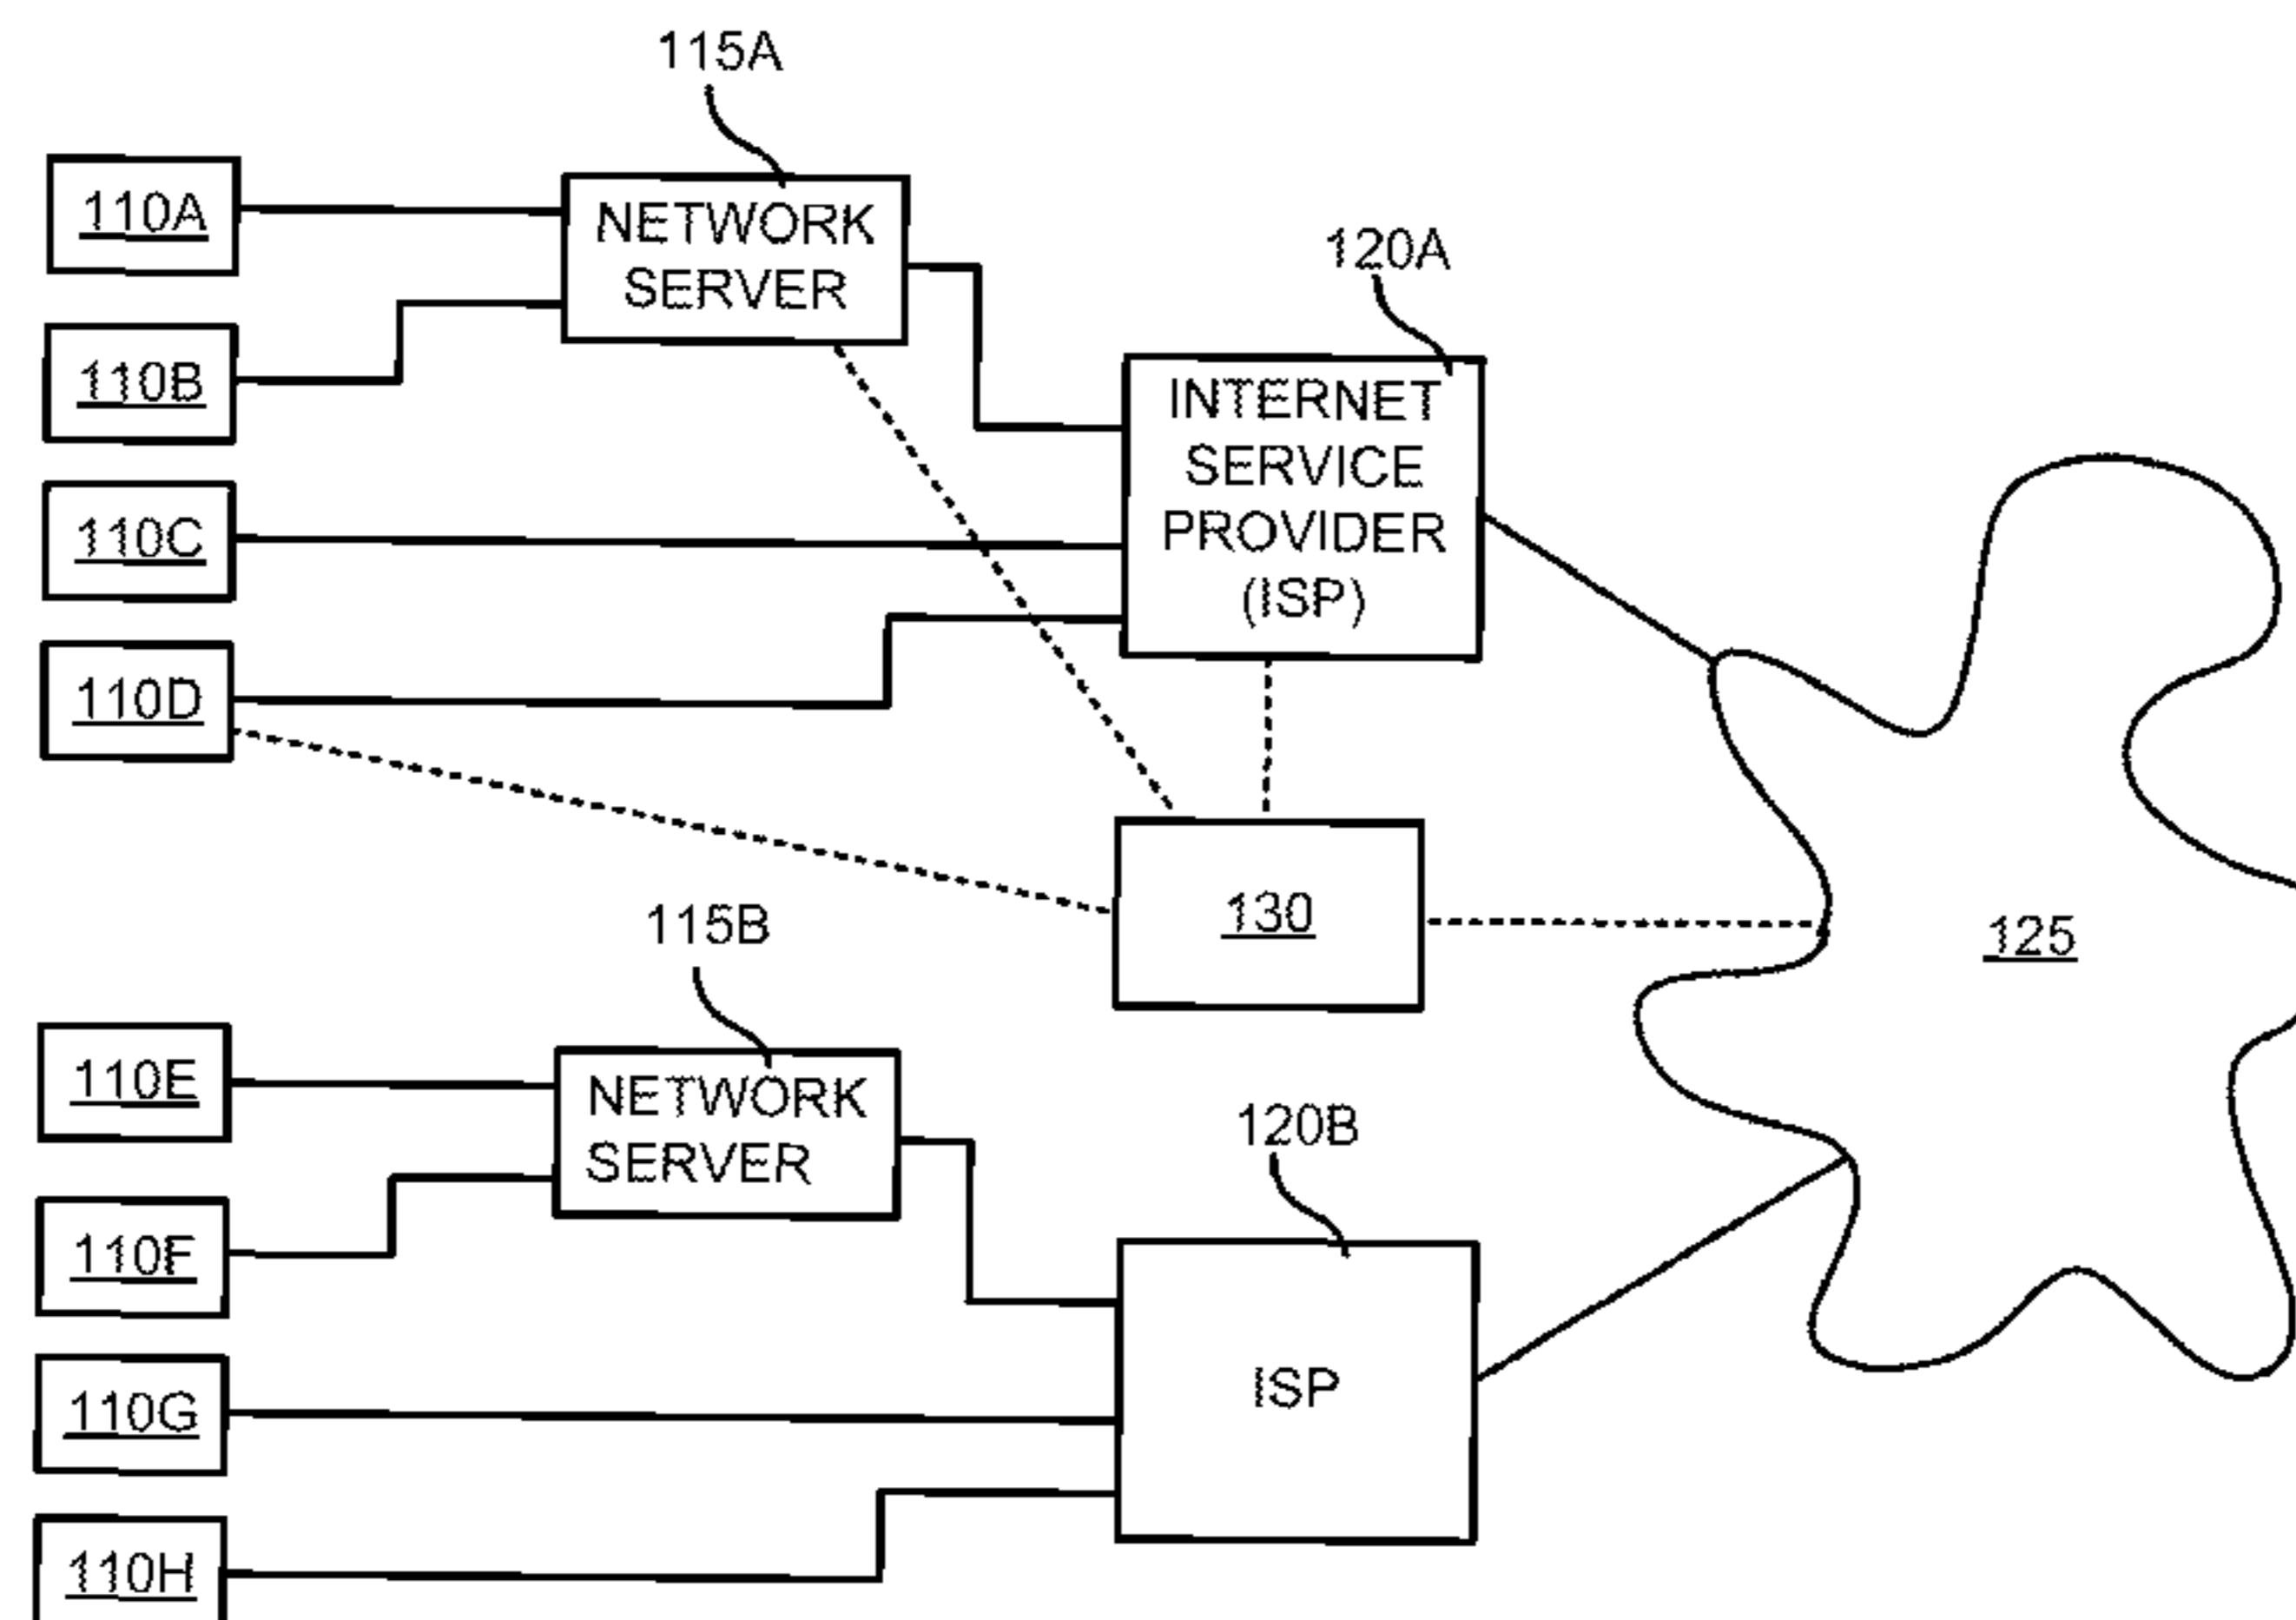 115A
110A
NETWORK
SERVER
120A
110B
INTERNET
SERVICE
PROVIDER
(ISP)
110C
110D
130
125
115B
110E
NETWORK
SERVER
120B
110F
ISP
110G
110H